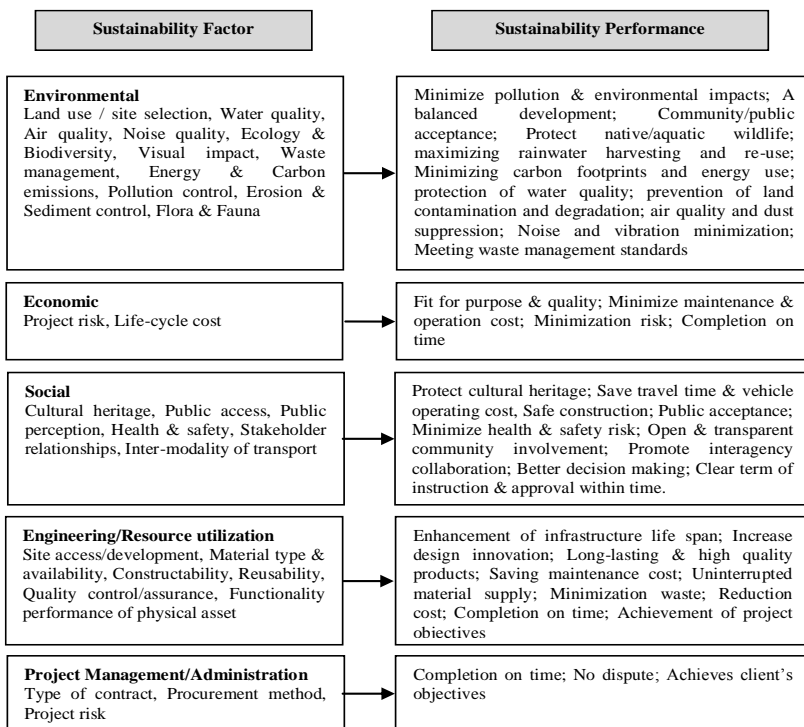 Sustainability Factor
Sustainability Performance
Environmental
Land use / site selection, Water quality,
Air quality, Noise quality, Ecology &
Biodiversity, Visual impact, Waste
management, Energy & Carbon
emissions, Pollution control, Erosion &
Sediment control, Flora & Fauna
Minimize pollution & environmental impacts; A
balanced development; Community/public
acceptance; Protect native/aquatic wildlife;
maximizing rainwater harvesting and re-use;
Minimizing carbon footprints and energy use;
protection of water quality; prevention of land
contamination and degradation; air quality and dust
suppression; Noise and vibration minimization;
Meeting waste management standards
Economic
Project risk, Life-cycle cost
Fit for purpose & quality; Minimize maintenance &
operation cost; Minimization risk; Completion on
time
Social
Cultural heritage, Public access, Public
perception, Health & safety, Stakeholder
relationships, Inter-modality of transport
Protect cultural heritage; Save travel time & vehicle
operating cost, Safe construction; Public acceptance;
Minimize health & safety risk; Open & transparent
community involvement; Promote interagency
collaboration; Better decision making; Clear term of
instruction & approval within time.
Engineering/Resource utilization
Site access/development, Material type &
availability, Constructability, Reusability,
Quality control/assurance, Functionality
performance of physical asset
Enhancement of infrastructure life span; Increase
design innovation; Long-lasting & high quality
products; Saving maintenance cost; Uninterrupted
material supply; Minimization waste; Reduction
cost; Completion on time; Achievement of project
objectives
Project Management/Administration
Type of contract, Procurement method,
Project risk
Completion on time; No dispute; Achieves client's
objectives